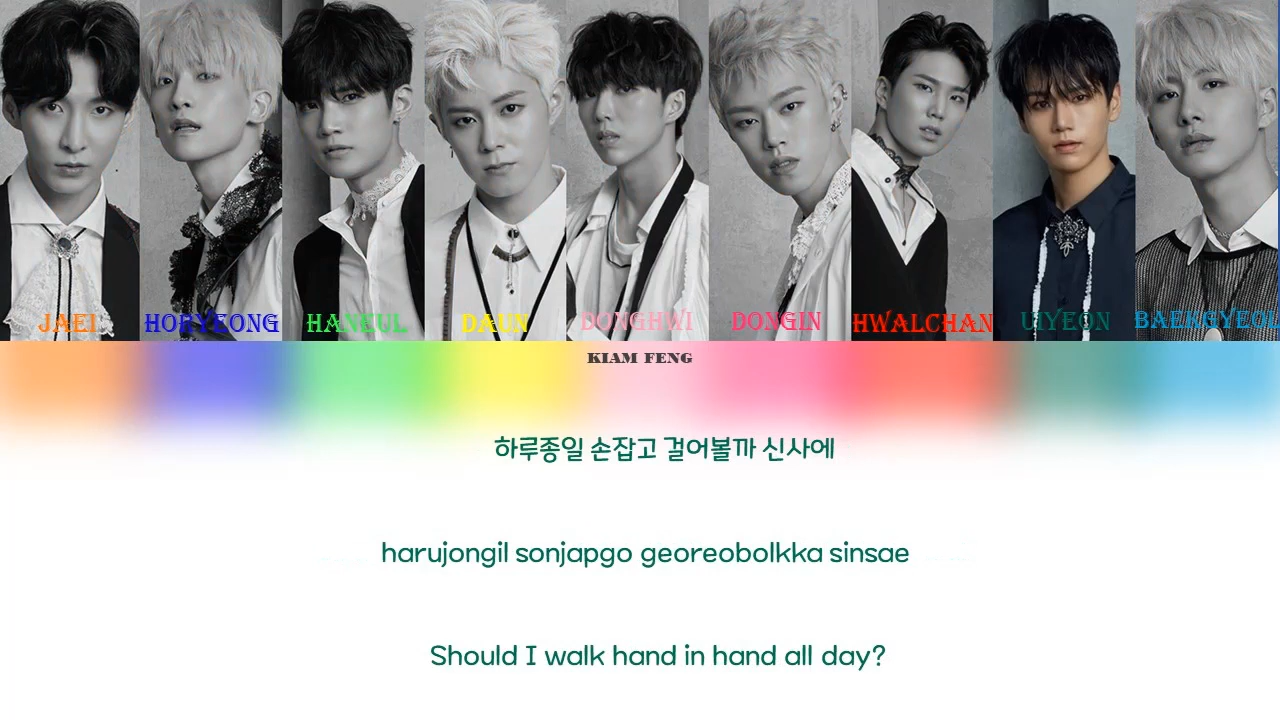 JAEI HORYEONG HANEUL DAUN DONGHWI DONGIN HWALCHAN UIYEON BAEKGYEOL
KIAM FENG
하루종일 손잡고 걸어볼까 신사에
harujongil sonjapgo georeobolkka sinsae
Should I walk hand in hand all day?